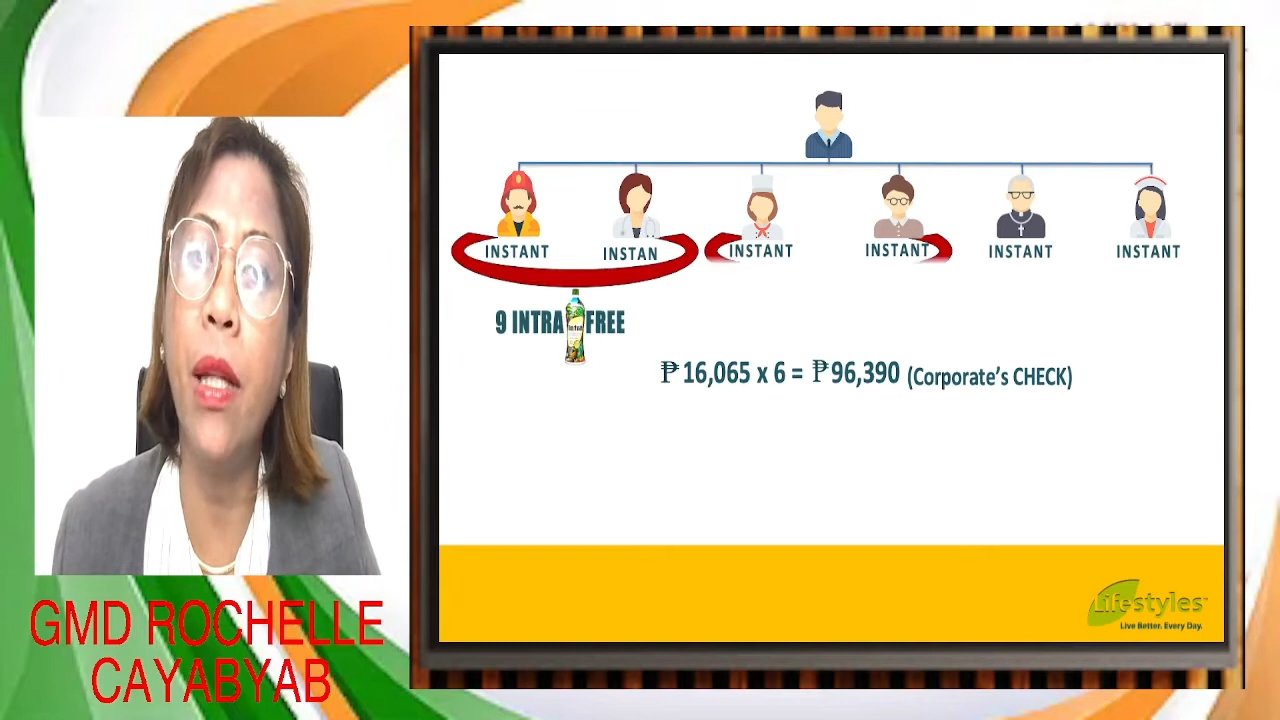 INSTANT INSTAN INSTANT INSTANT INSTANT INSTANT
9 INTRA FREE
₱16,065 x 6 = ₱96,390 (Corporate's CHECK)
Lifestyles
Live Better. Every Day.
GMD ROCHELLE
CAYABYAB